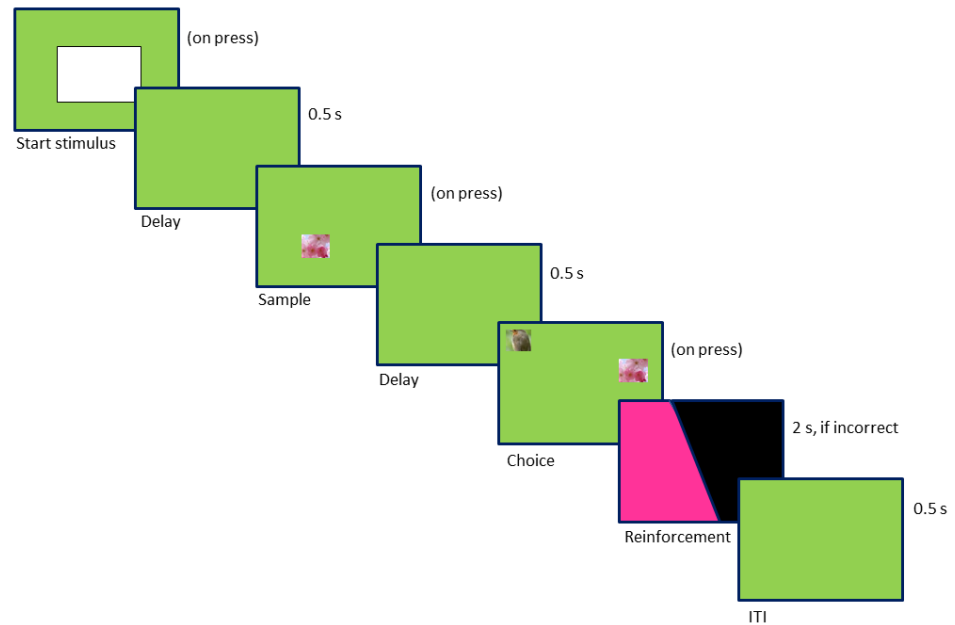 (on press)
Start stimulus
0.5 s
Delay
(on press)
Sample
0.5 s
Delay
(on press)
Choice
2 s, if incorrect
Reinforcement
0.5 s
ITI